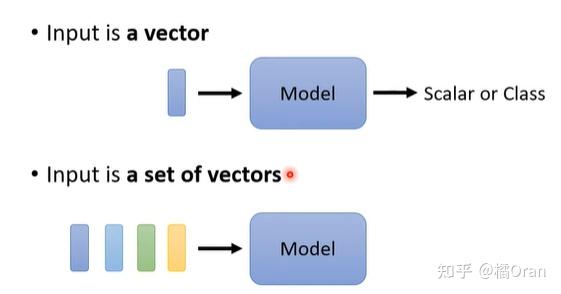 • Input is a vector
Model
Scalar or Class
• Input is a set of vectors
Model
知乎 @橘Oran